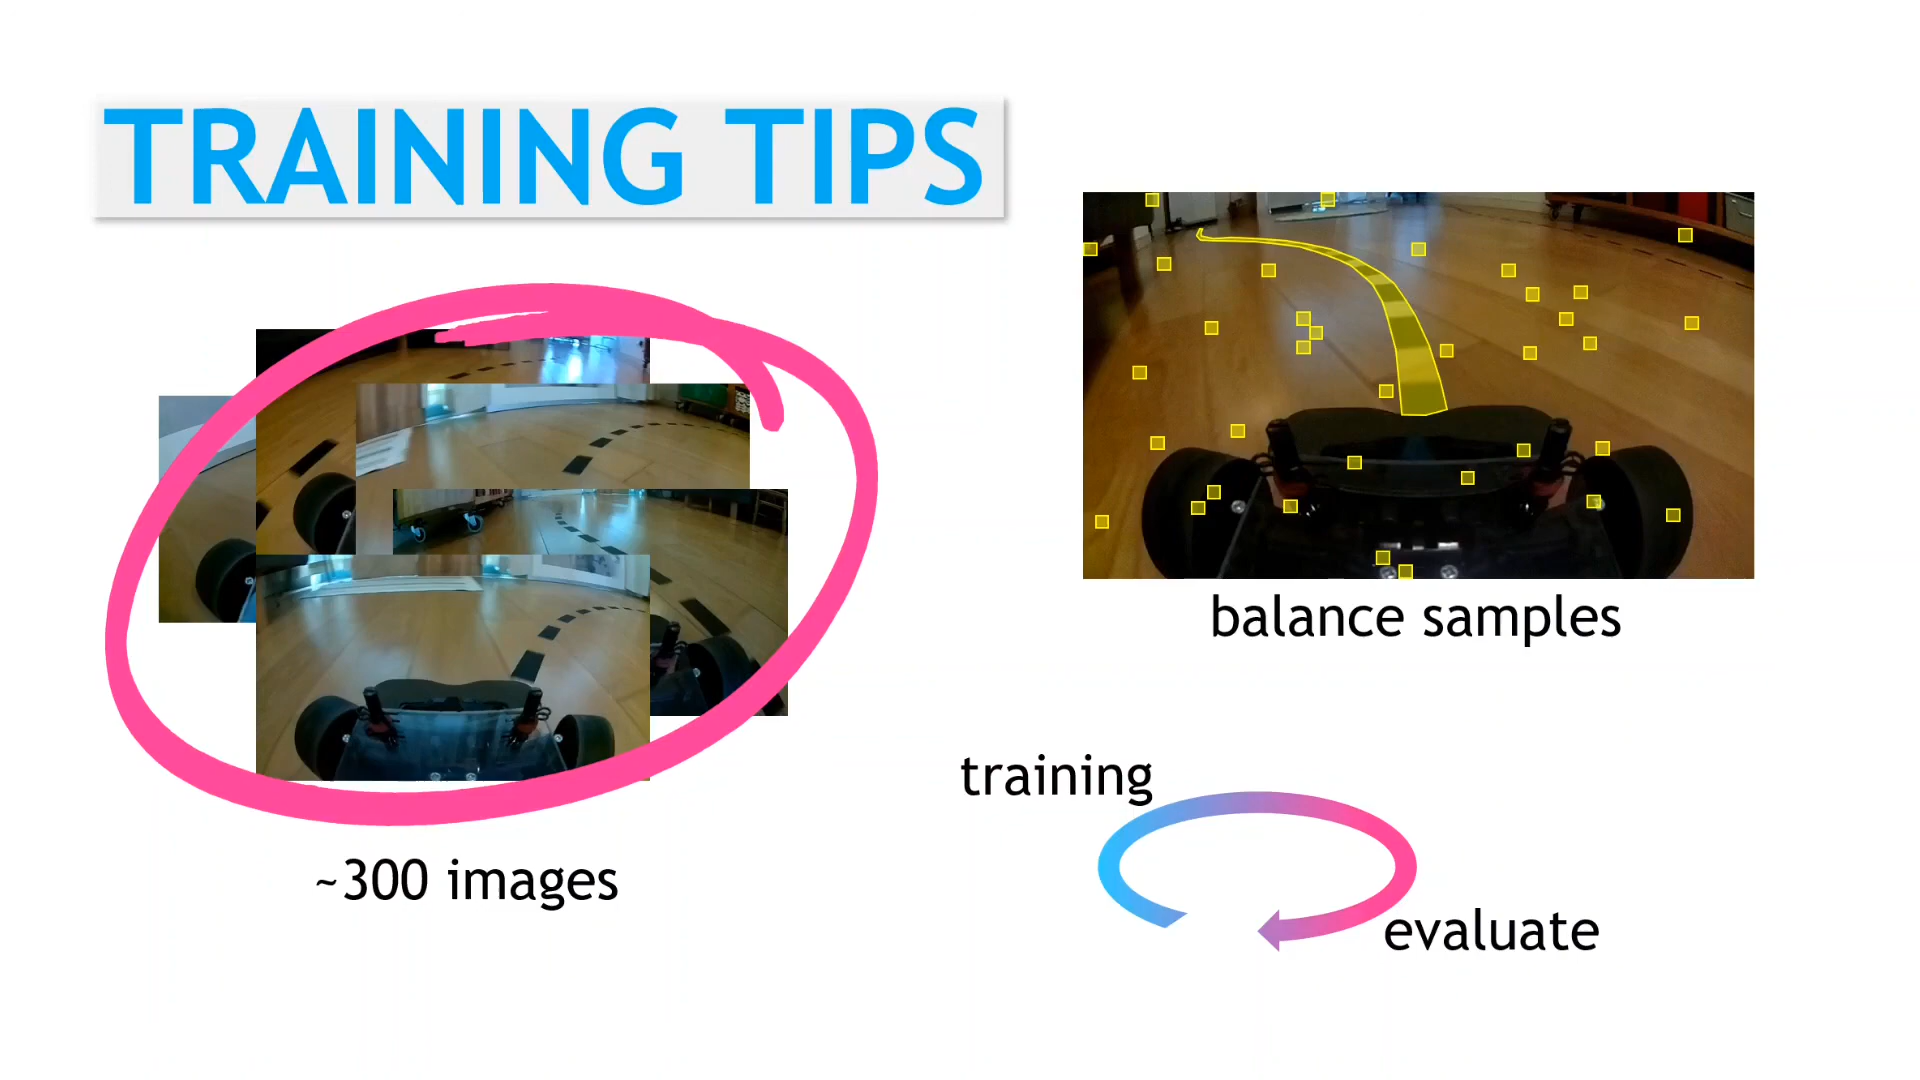 TRAINING TIPS
balance samples
training
~300 images
evaluate